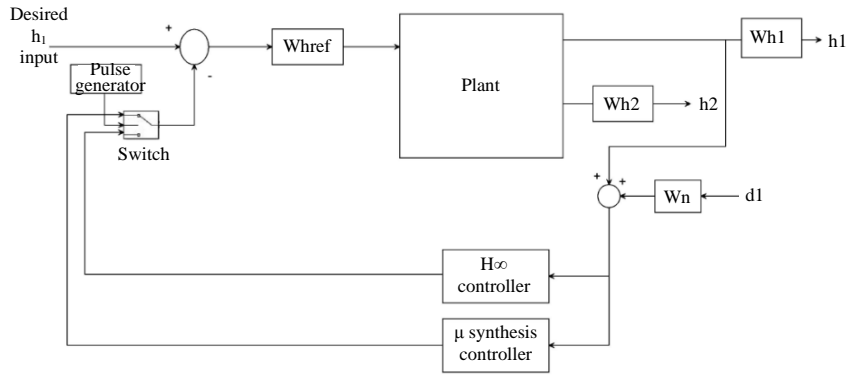 Desired
h₁
input
+
-
Pulse
generator
Switch
Whref
Plant
Wh1
h1
Wh2
h2
+
+
Wn
d1
H∞
controller
μ synthesis
controller